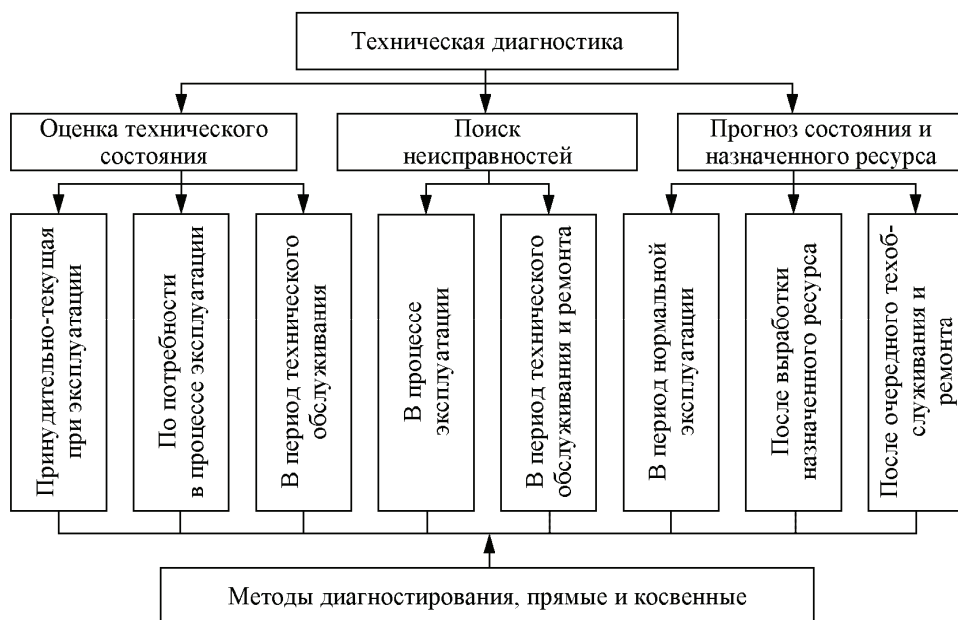 Техническая диагностика
Оценка технического
состояния
Поиск
неисправностей
Прогноз состояния и
назначенного ресурса
Принудительно-текущая
при эксплуатации
По потребности
в процессе эксплуатации
В период технического
обслуживания
В процессе
эксплуатации
В период технического
обслуживания и ремонта
В период нормальной
эксплуатации
После выработки
назначенного ресурса
После очередного техоб-
служивания и
ремонта
Методы диагностирования, прямые и косвенные